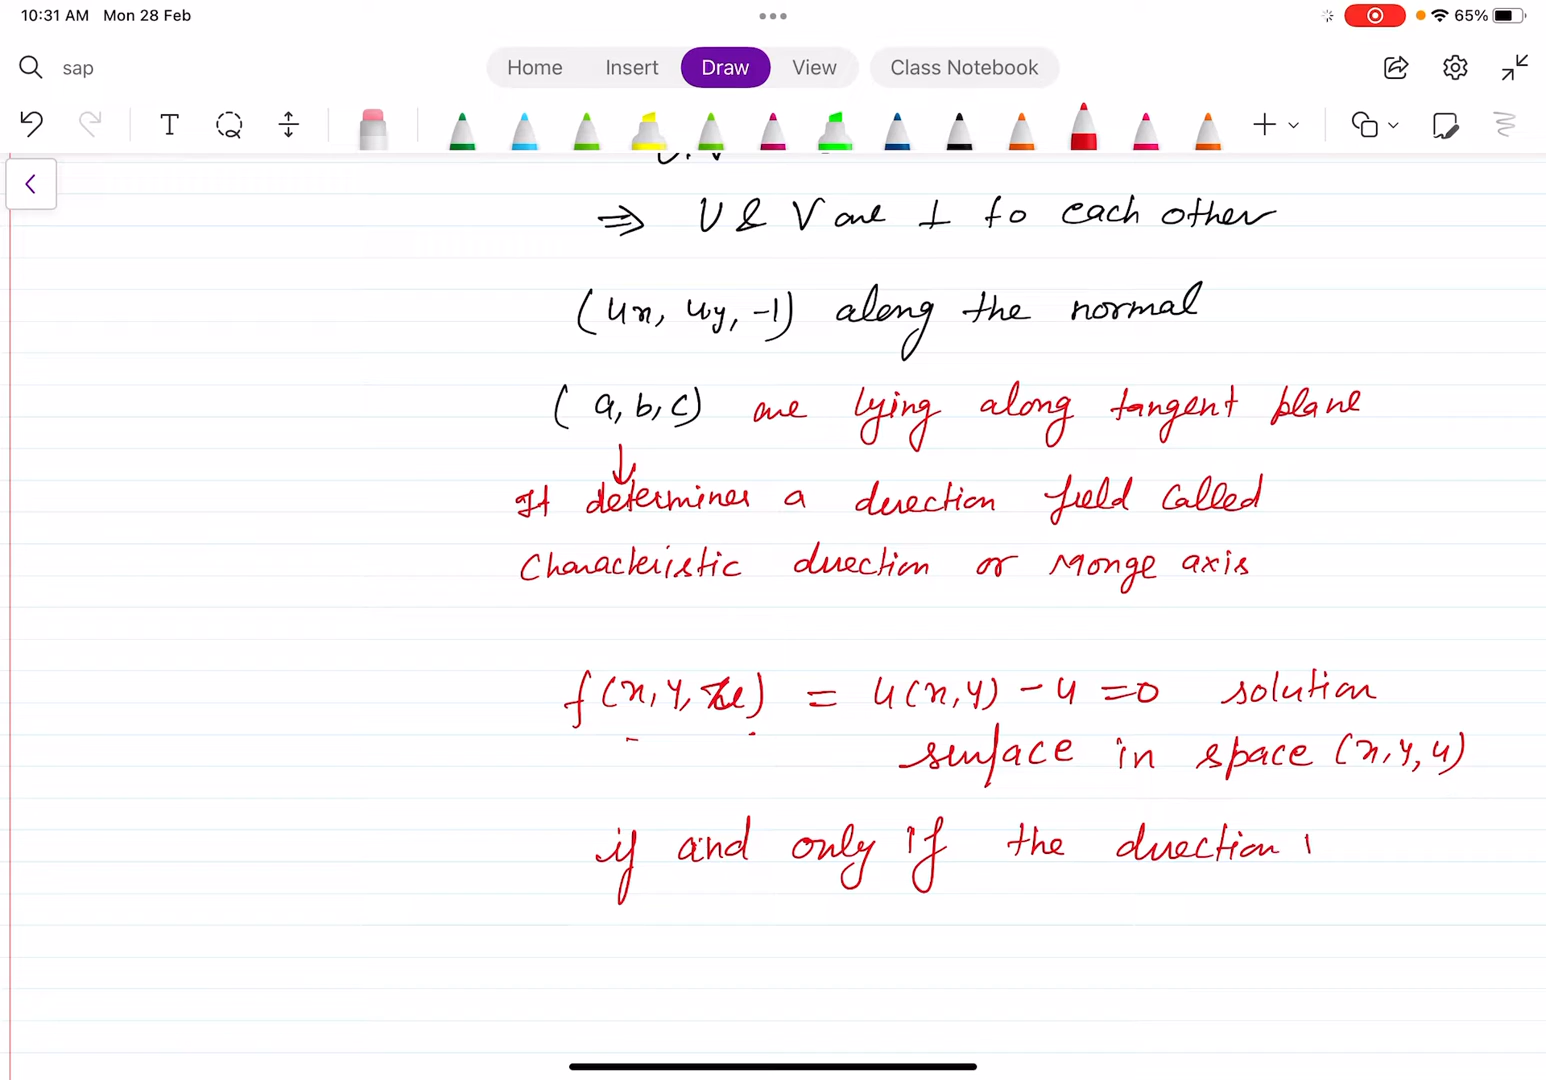 10:31 AM Mon 28 Feb
65%
sap
Home Insert Draw View Class Notebook
T
⇒ U & V are ⊥ to each other
(ux, uy, -1) along the normal
(a, b, c) are lying along tangent plane
↓
It determines a direction field called
Characteristic direction or Monge axis
f(x, y, u) = u(x, y) - u = 0 solution
surface in space (x, y, u)
if and only if the direction